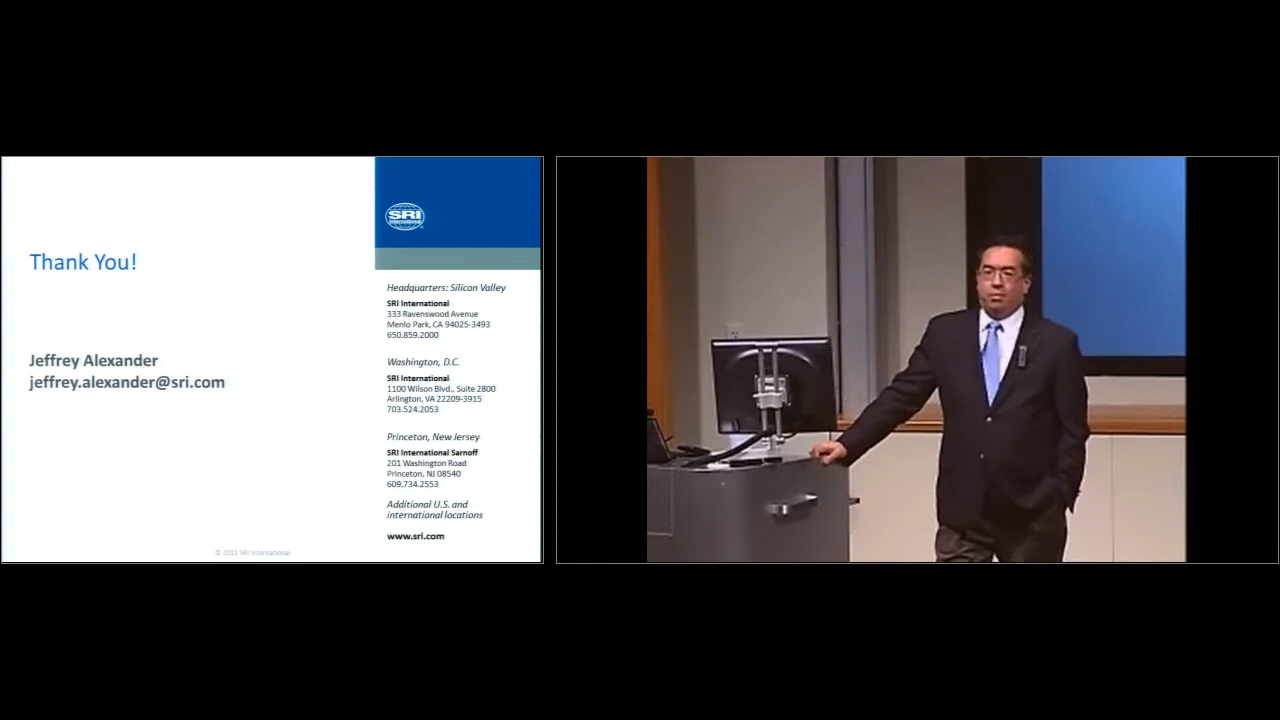 SRI
International
Thank You!
Jeffrey Alexander
jeffrey.alexander@sri.com
Headquarters: Silicon Valley
SRI International
333 Ravenswood Avenue
Menlo Park, CA 94025-3493
650.859.2000
Washington, D.C.
SRI International
1100 Wilson Blvd., Suite 2800
Arlington, VA 22209-3915
703.524.2053
Princeton, New Jersey
SRI International Sarnoff
201 Washington Road
Princeton, NJ 08540
609.734.2553
Additional U.S. and
international locations
www.sri.com
SRI International